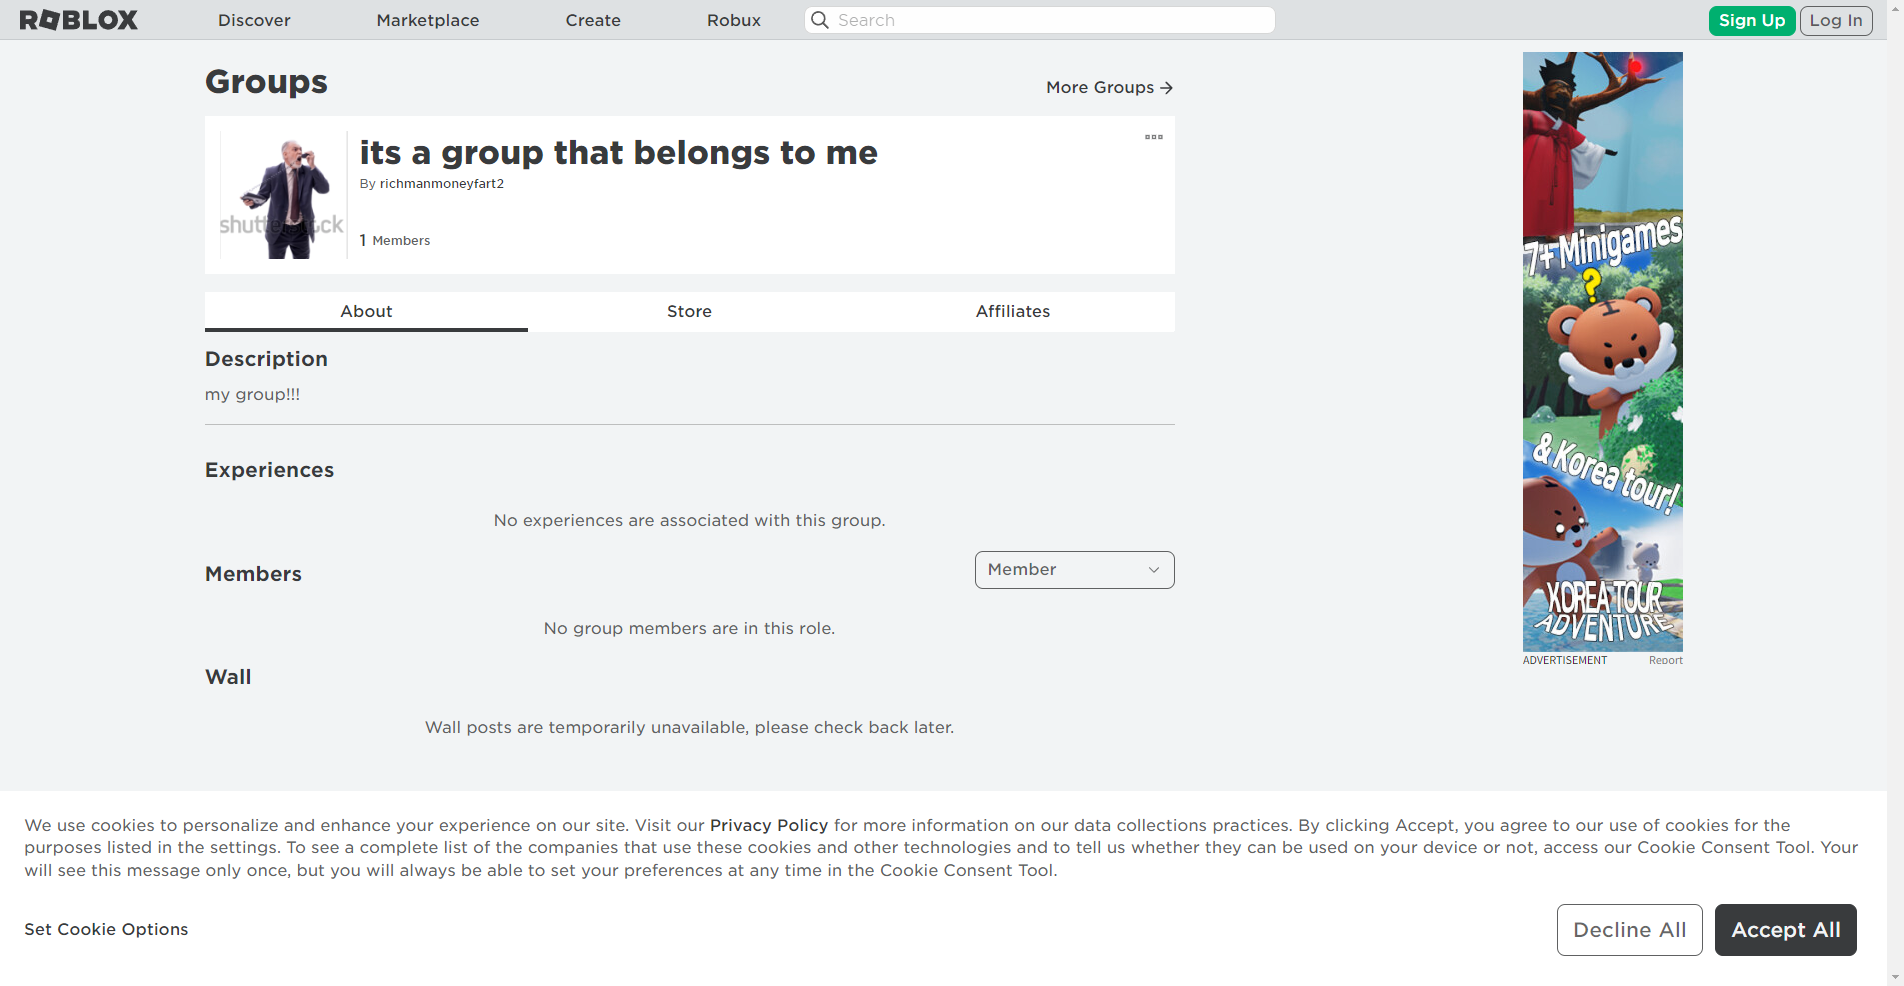 ROBLOX
Discover
Marketplace
Create
Robux
Search
Sign Up
Log In
Groups
More Groups
its a group that belongs to me
By richmanmoneyfart2
1 Members
shutterstock
About
Store
Affiliates
Description
my group!!!
Experiences
No experiences are associated with this group.
Members
Member
No group members are in this role.
Wall
Wall posts are temporarily unavailable, please check back later.
7+ Minigames
?
& Korea tour!
KOREA TOUR
ADVENTURE
ADVERTISEMENT
Report
We use cookies to personalize and enhance your experience on our site. Visit our Privacy Policy for more information on our data collections practices. By clicking Accept, you agree to our use of cookies for the
purposes listed in the settings. To see a complete list of the companies that use these cookies and other technologies and to tell us whether they can be used on your device or not, access our Cookie Consent Tool. Your
will see this message only once, but you will always be able to set your preferences at any time in the Cookie Consent Tool.
Set Cookie Options
Decline All
Accept All